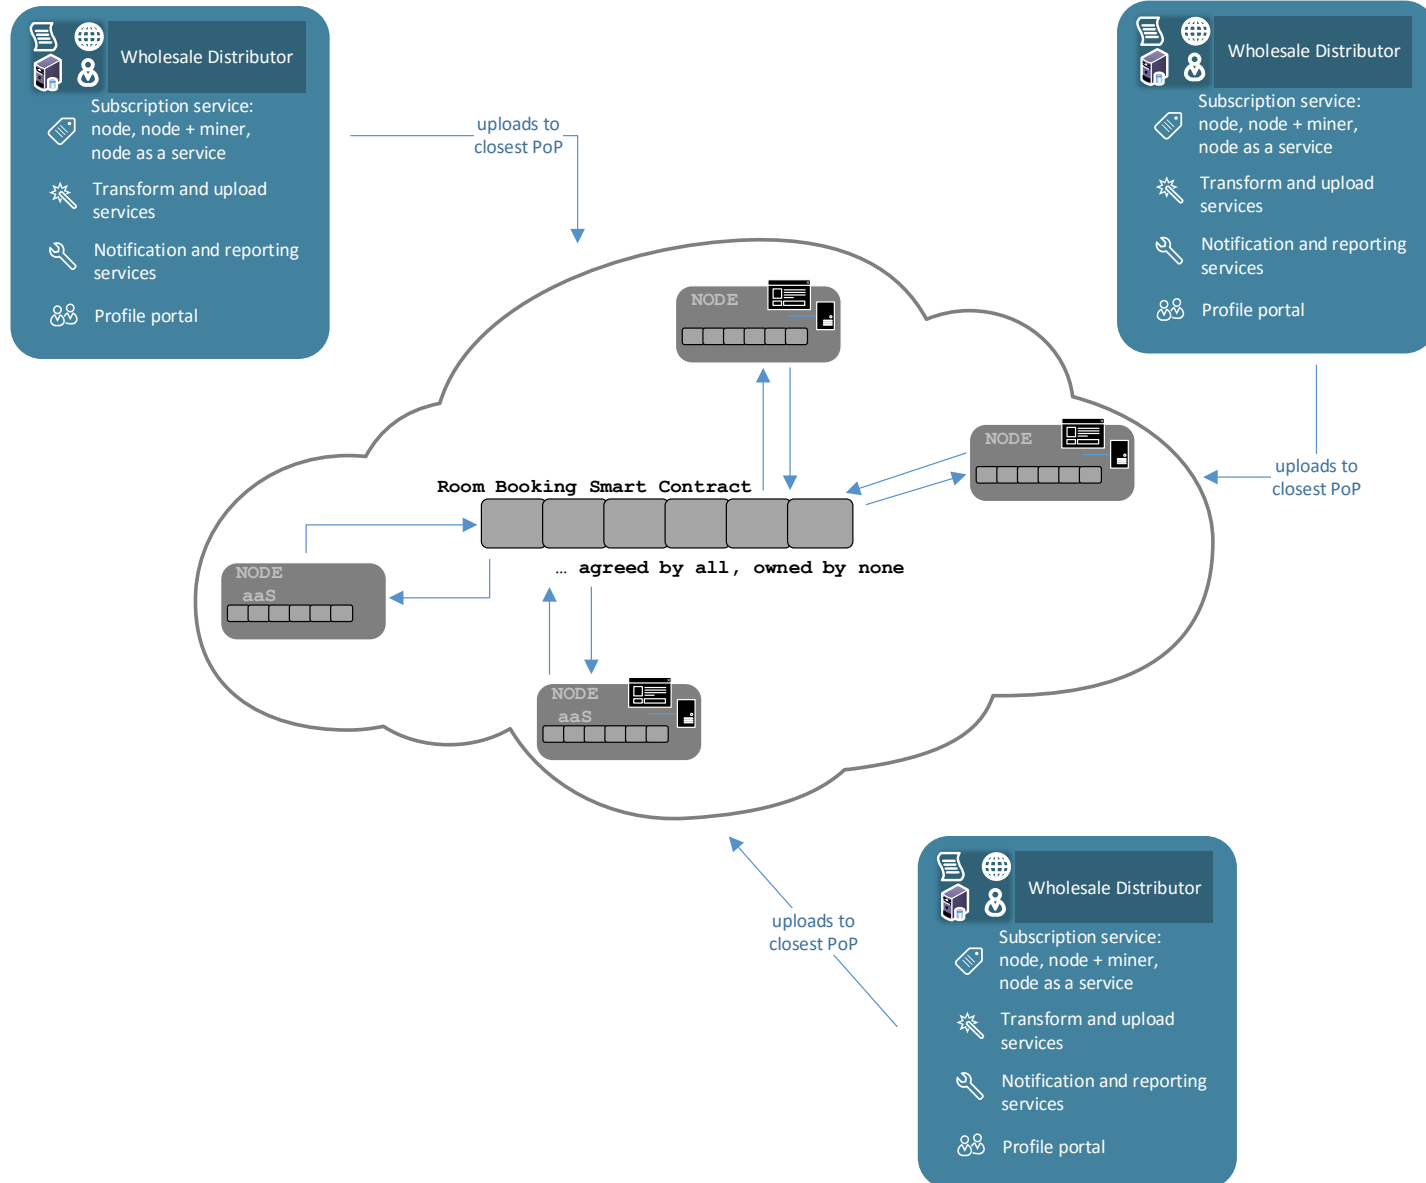 Wholesale Distributor
Subscription service:
node, node + miner,
node as a service
Transform and upload
services
Notification and reporting
services
Profile portal
uploads to
closest PoP
Wholesale Distributor
Subscription service:
node, node + miner,
node as a service
Transform and upload
services
Notification and reporting
services
Profile portal
uploads to
closest PoP
NODE
NODE
Room Booking Smart Contract
… agreed by all, owned by none
NODE
aaS
NODE
aaS
uploads to
closest PoP
Wholesale Distributor
Subscription service:
node, node + miner,
node as a service
Transform and upload
services
Notification and reporting
services
Profile portal